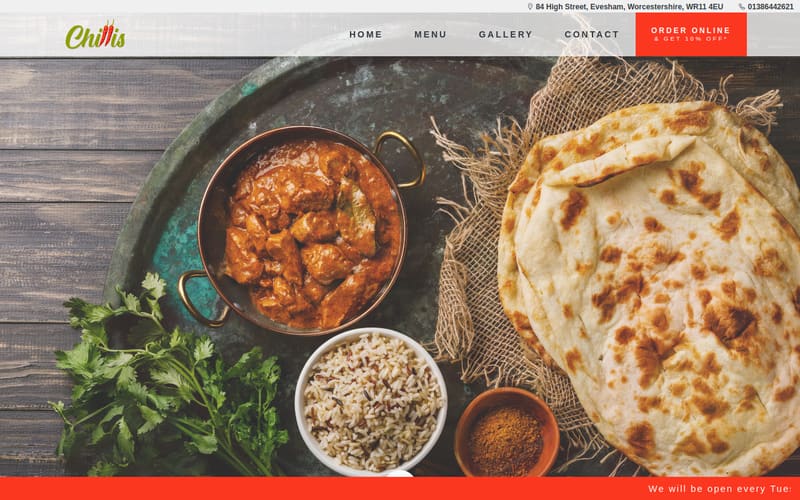 84 High Street, Evesham, Worcestershire, WR11 4EU 01386442621
Chillis
HOME MENU GALLERY CONTACT
ORDER ONLINE
& GET 10% OFF*
We will be open every Tue